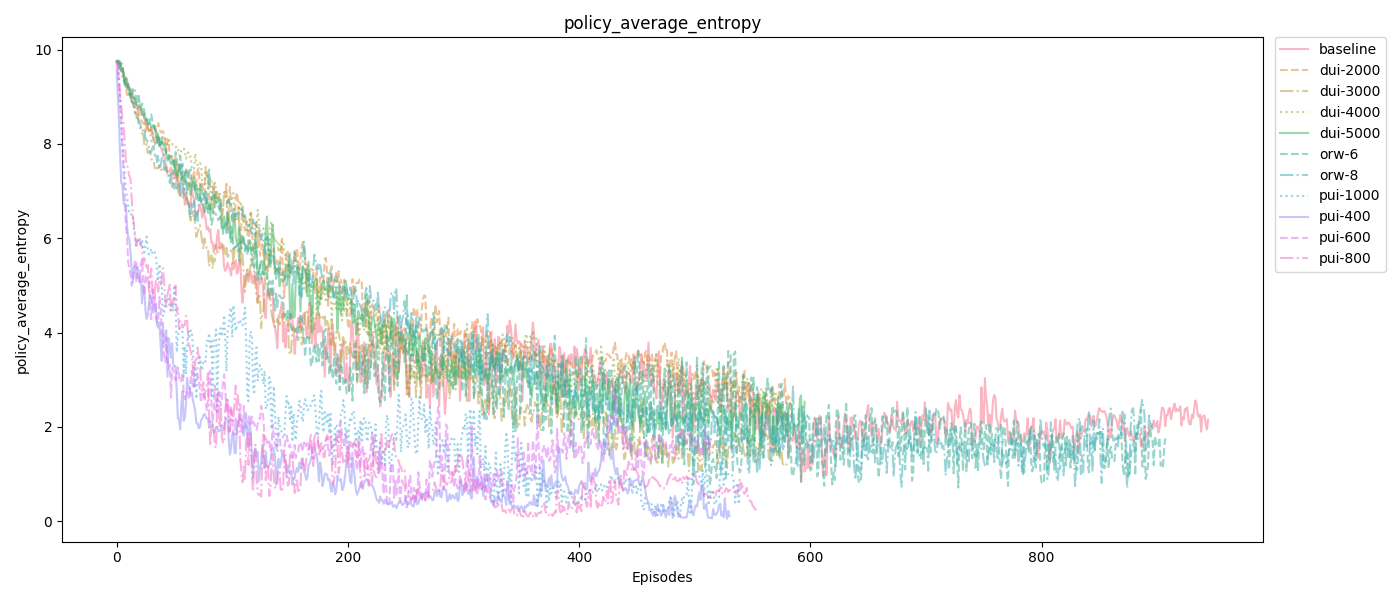 policy_average_entropy
10
8
6
4
2
0
policy_average_entropy
0
200
400
600
800
Episodes
baseline
dui-2000
dui-3000
dui-4000
dui-5000
orw-6
orw-8
pui-1000
pui-400
pui-600
pui-800